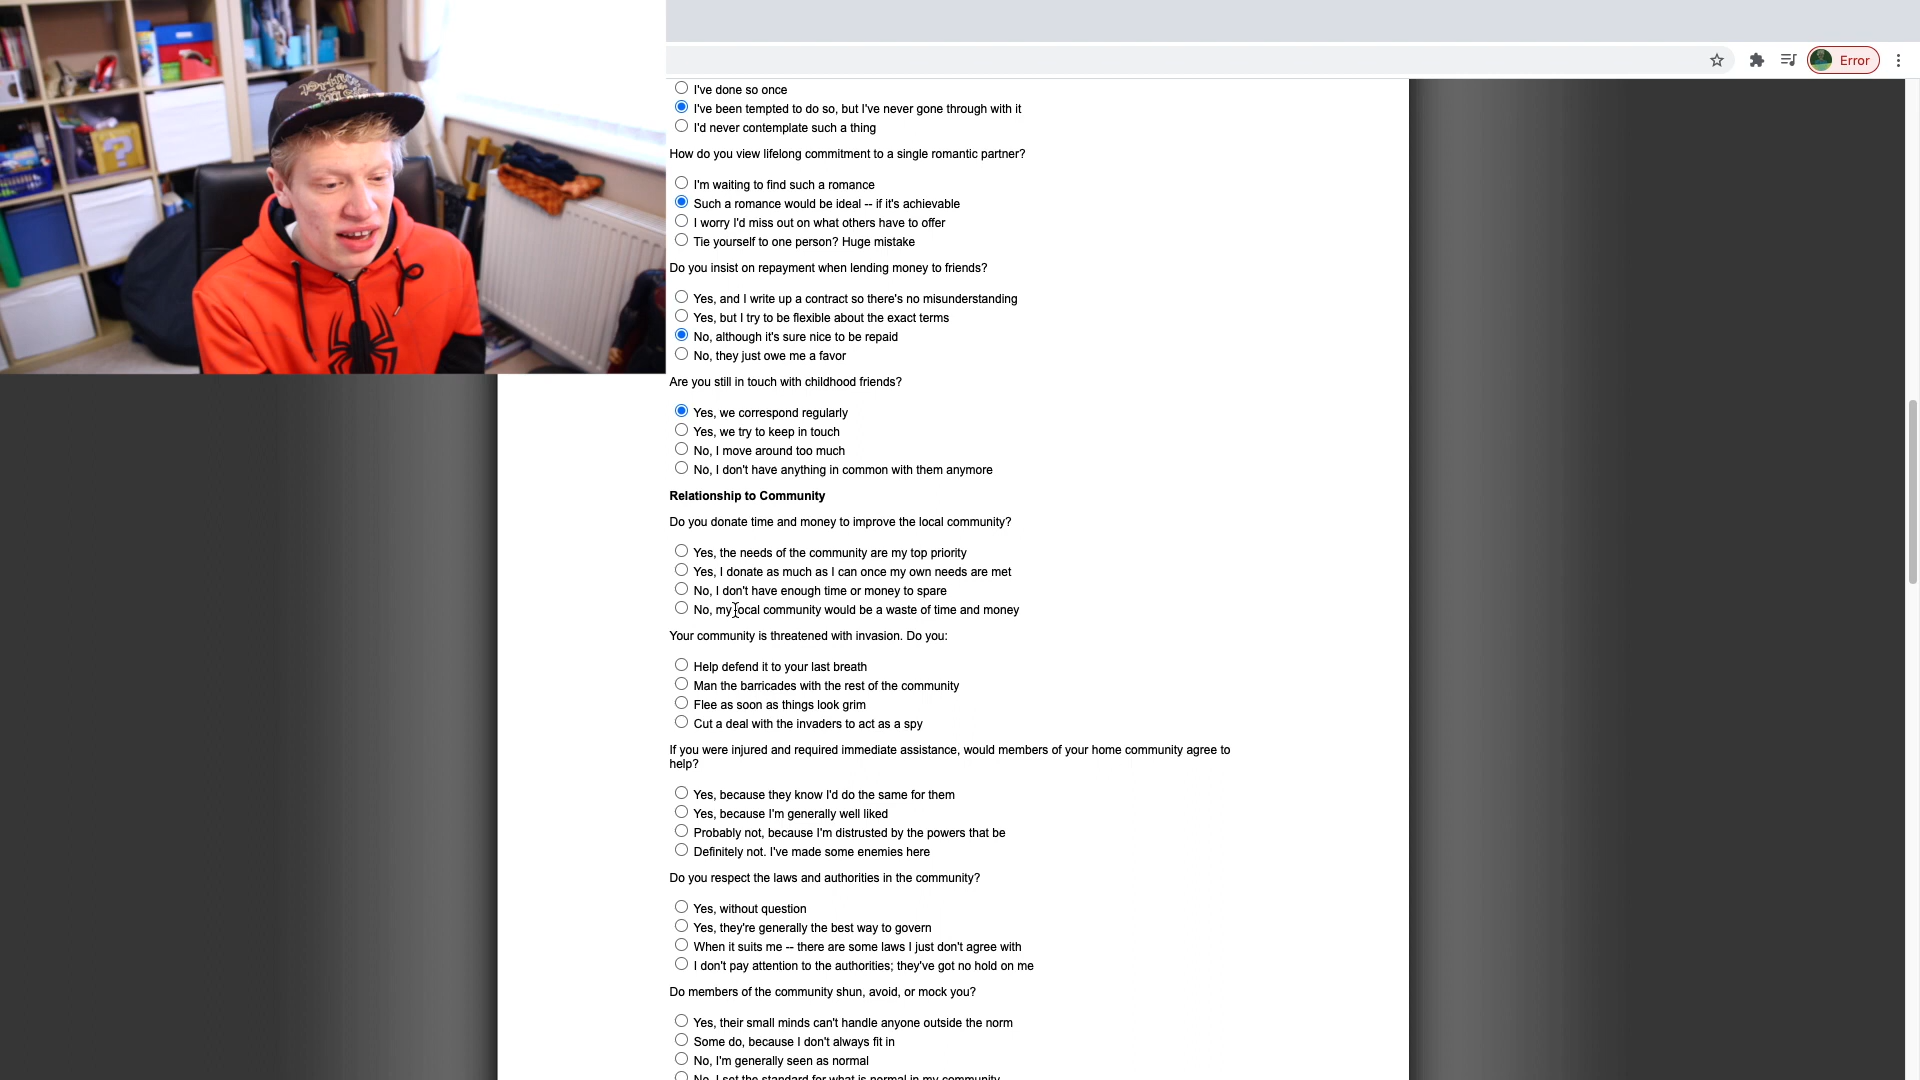 Error
I've done so once
I've been tempted to do so, but I've never gone through with it
I'd never contemplate such a thing
How do you view lifelong commitment to a single romantic partner?
I'm waiting to find such a romance
Such a romance would be ideal -- if it's achievable
I worry I'd miss out on what others have to offer
Tie yourself to one person? Huge mistake
Do you insist on repayment when lending money to friends?
Yes, and I write up a contract so there's no misunderstanding
Yes, but I try to be flexible about the exact terms
No, although it's sure nice to be repaid
No, they just owe me a favor
Are you still in touch with childhood friends?
Yes, we correspond regularly
Yes, we try to keep in touch
No, I move around too much
No, I don't have anything in common with them anymore
Relationship to Community
Do you donate time and money to improve the local community?
Yes, the needs of the community are my top priority
Yes, I donate as much as I can once my own needs are met
No, I don't have enough time or money to spare
No, my local community would be a waste of time and money
Your community is threatened with invasion. Do you:
Help defend it to your last breath
Man the barricades with the rest of the community
Flee as soon as things look grim
Cut a deal with the invaders to act as a spy
If you were injured and required immediate assistance, would members of your home community agree to
help?
Yes, because they know I'd do the same for them
Yes, because I'm generally well liked
Probably not, because I'm distrusted by the powers that be
Definitely not. I've made some enemies here
Do you respect the laws and authorities in the community?
Yes, without question
Yes, they're generally the best way to govern
When it suits me -- there are some laws I just don't agree with
I don't pay attention to the authorities; they've got no hold on me
Do members of the community shun, avoid, or mock you?
Yes, their small minds can't handle anyone outside the norm
Some do, because I don't always fit in
No, I'm generally seen as normal
No, I set the standard for what is normal in my community